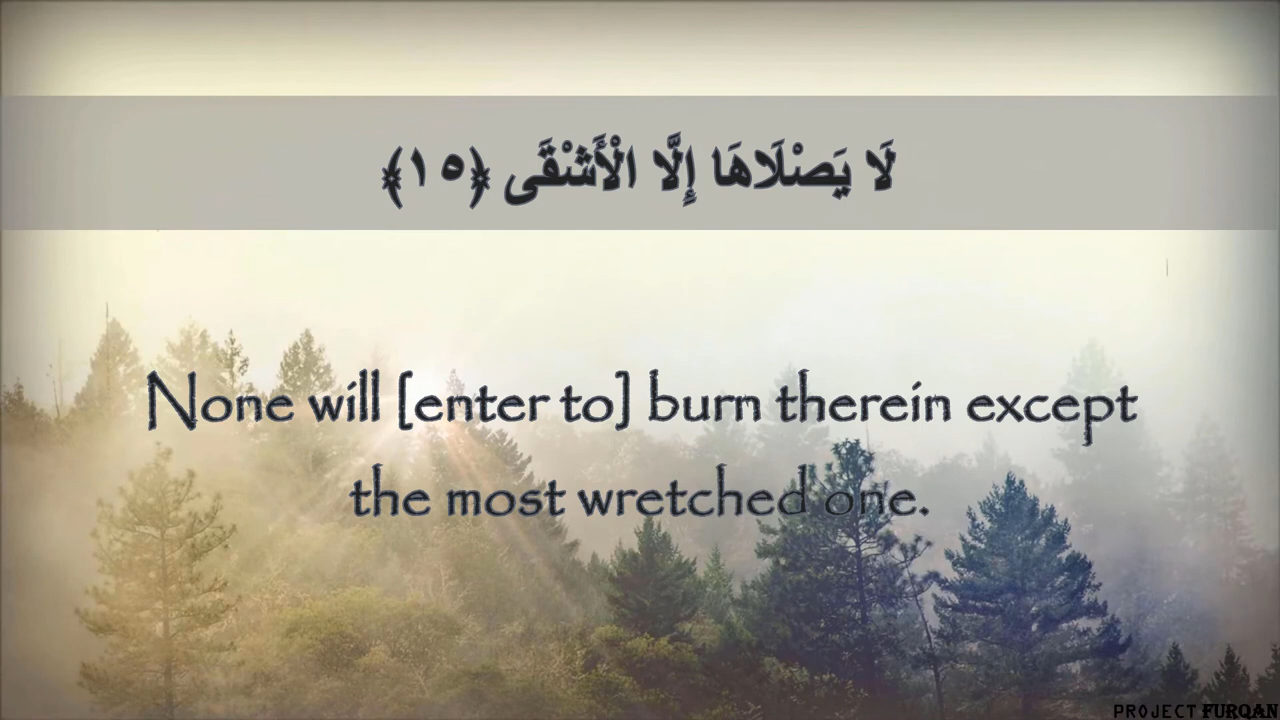 لَا يَصْلَاهَا إِلَّا الْأَشْقَى ﴿١٥﴾
None will [enter to] burn therein except
the most wretched one.
PROJECT FURQAN